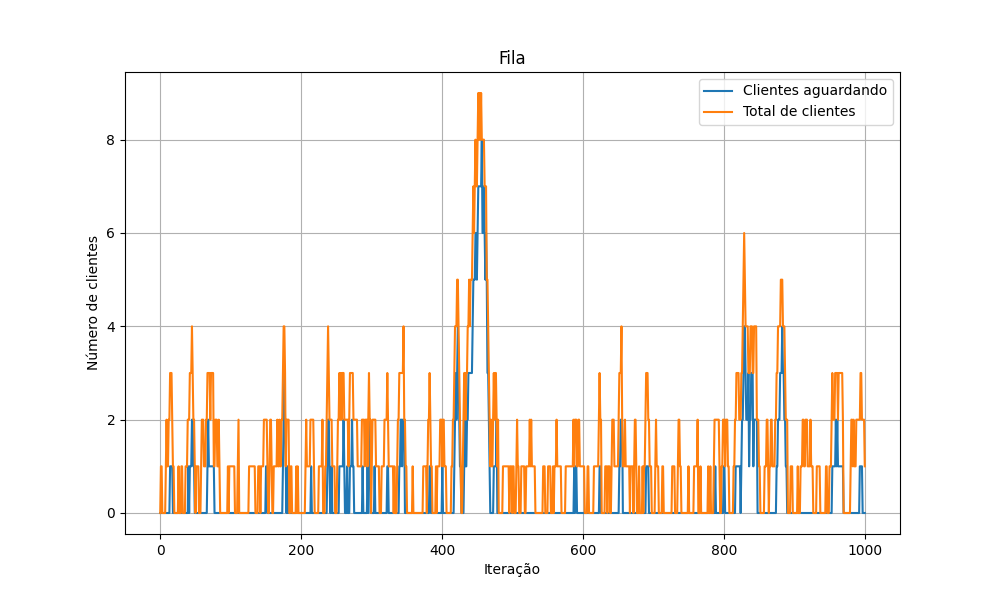 Fila
Clientes aguardando
Total de clientes
Número de clientes
8
6
4
2
0
0 200 400 600 800 1000
Iteração